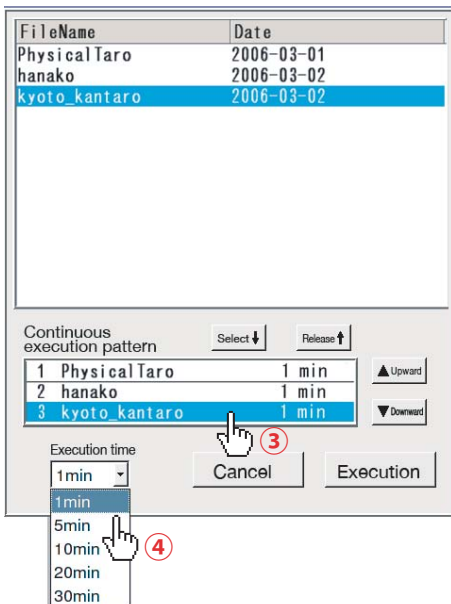 FileName Date
PhysicalTaro 2006-03-01
hanako 2006-03-02
kyoto_kantaro 2006-03-02
Continuous
execution pattern
Select Release
1 PhysicalTaro 1 min
2 hanako 1 min
3 kyoto_kantaro 1 min
Upward
Downward
③
Execution time
1min
Cancel Execution
1min
5min
10min
④
20min
30min